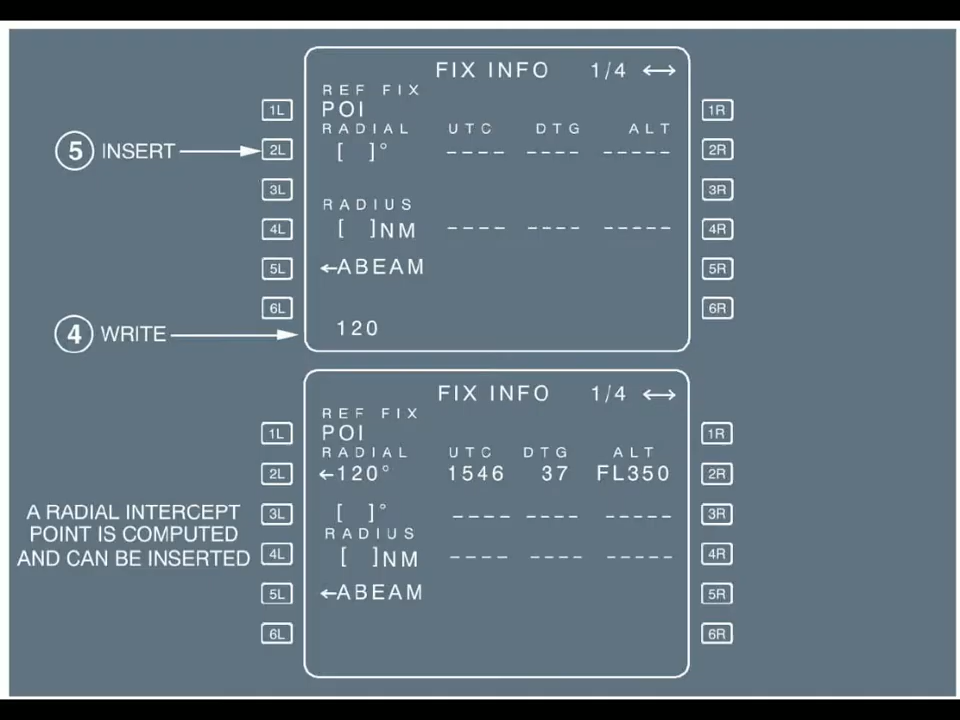 FIX INFO 1/4 ↔
REF FIX
1L POI 1R
RADIAL UTC DTG ALT
5 INSERT 2L [ ]° ---- ---- ----- 2R
3L 3R
RADIUS
4L [ ]NM ---- ---- ----- 4R
5L ←ABEAM 5R
6L 6R
4 WRITE 120
FIX INFO 1/4 ↔
REF FIX
1L POI 1R
RADIAL UTC DTG ALT
2L ←120° 1546 37 FL350 2R
A RADIAL INTERCEPT
POINT IS COMPUTED
AND CAN BE INSERTED
3L [ ]° ---- ---- ----- 3R
RADIUS
4L [ ]NM ---- ---- ----- 4R
5L ←ABEAM 5R
6L 6R